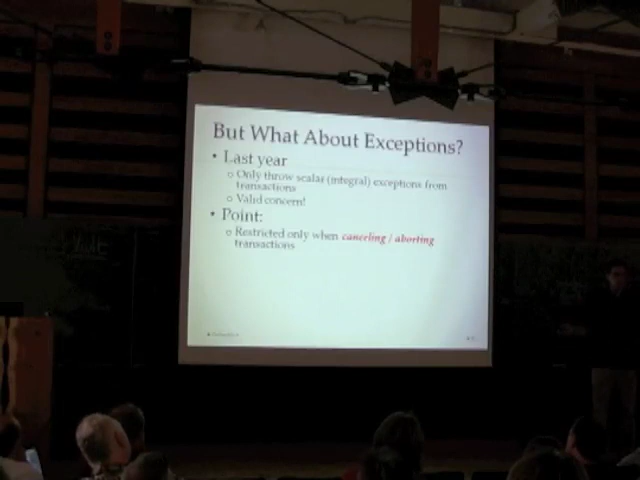 But What About Exceptions?
• Last year
o Only throw scalar (integral) exceptions from
transactions
o Valid concern!
• Point:
o Restricted only when canceling / aborting
transactions